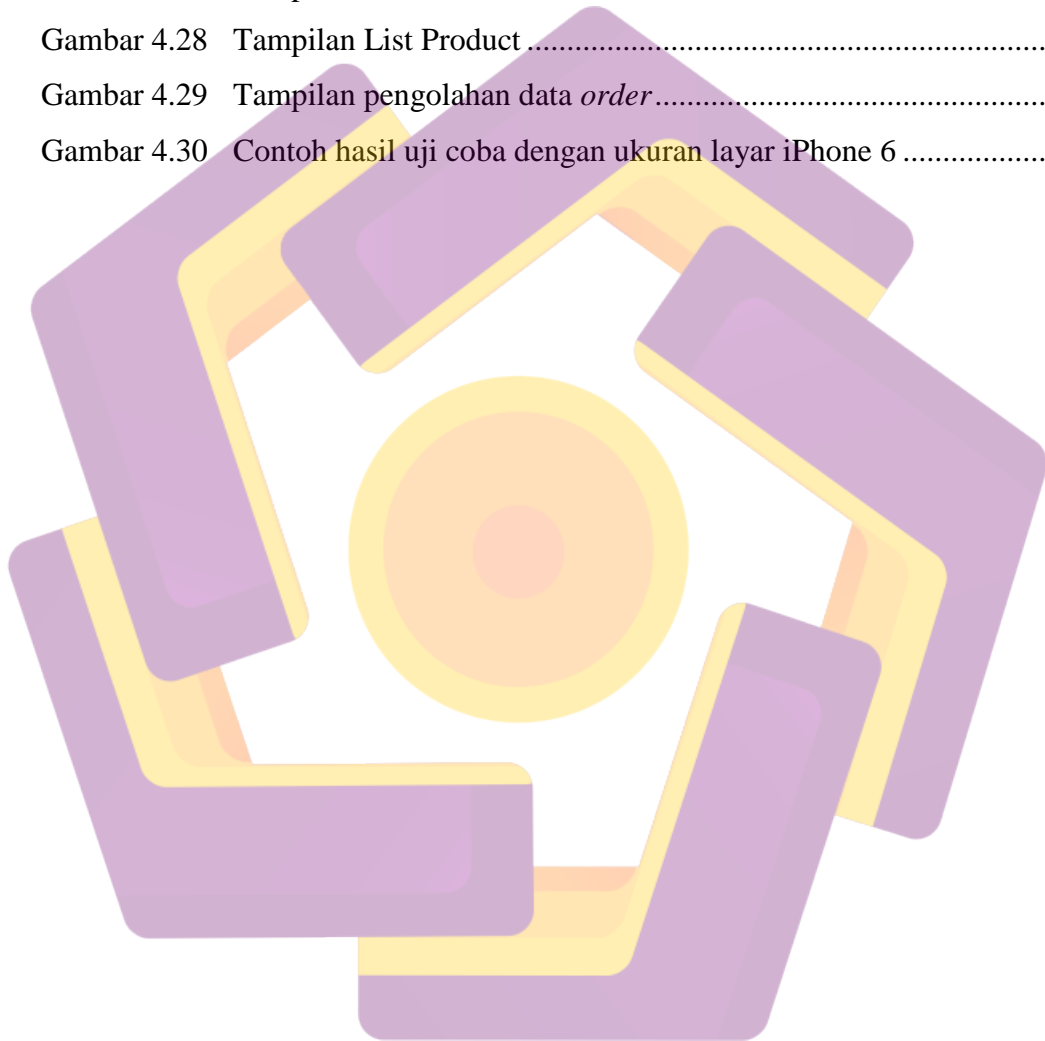 Gambar 4.28 Tampilan List Product ................................................................
Gambar 4.29 Tampilan pengolahan data order................................................
Gambar 4.30 Contoh hasil uji coba dengan ukuran layar iPhone 6 ..................